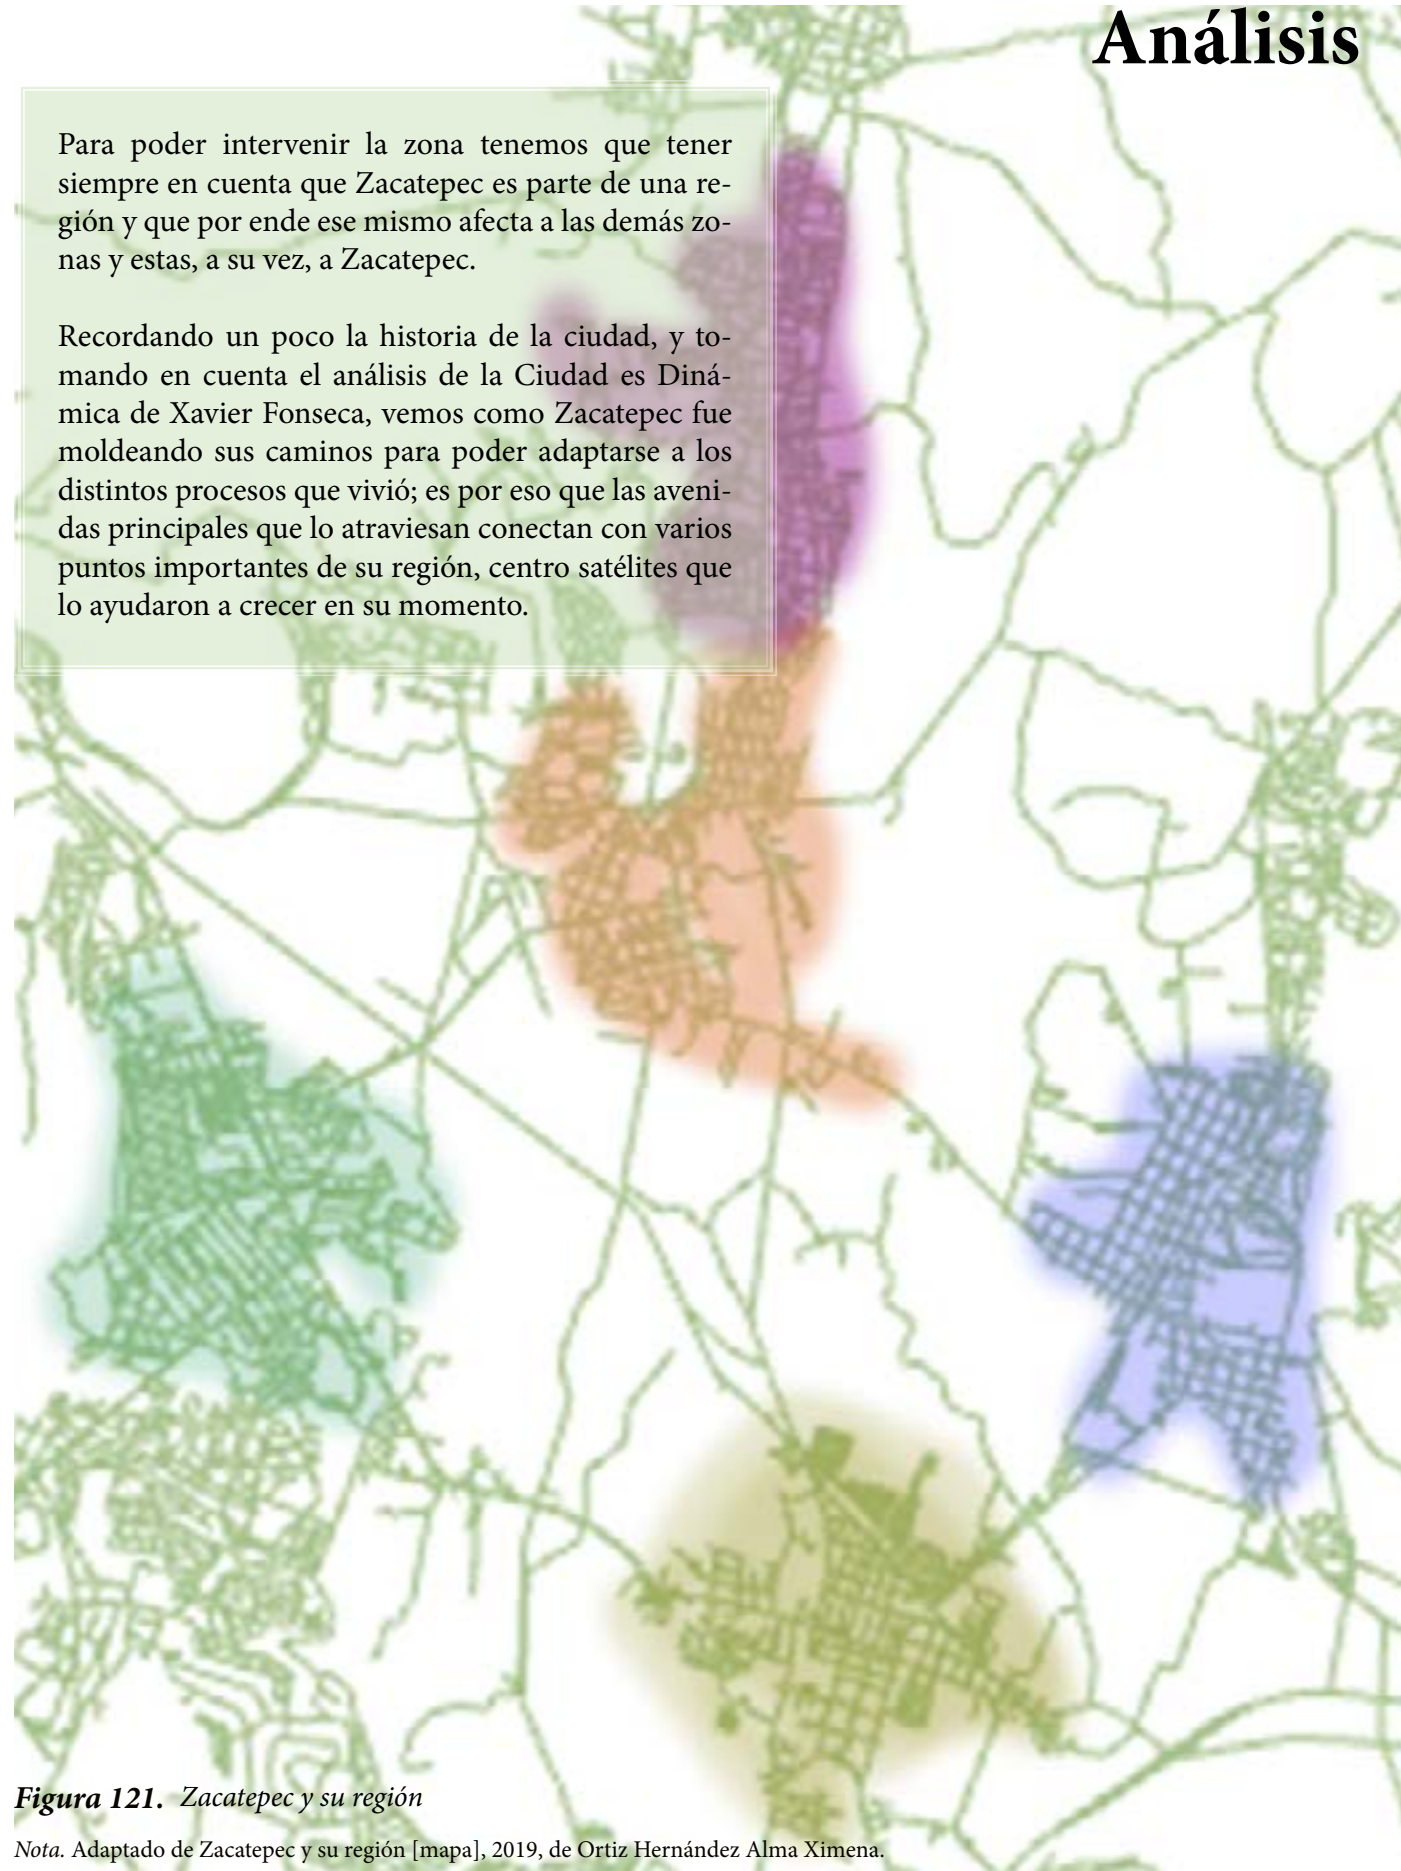 Análisis
Para poder intervenir la zona tenemos que tener
siempre en cuenta que Zacatepec es parte de una re-
gión y que por ende ese mismo afecta a las demás zo-
nas y estas, a su vez, a Zacatepec.
Recordando un poco la historia de la ciudad, y to-
mando en cuenta el análisis de la Ciudad es Diná-
mica de Xavier Fonseca, vemos como Zacatepec fue
moldeando sus caminos para poder adaptarse a los
distintos procesos que vivió; es por eso que las aveni-
das principales que lo atraviesan conectan con varios
puntos importantes de su región, centro satélites que
lo ayudaron a crecer en su momento.
Figura 121. Zacatepec y su región
Nota. Adaptado de Zacatepec y su región [mapa], 2019, de Ortiz Hernández Alma Ximena.